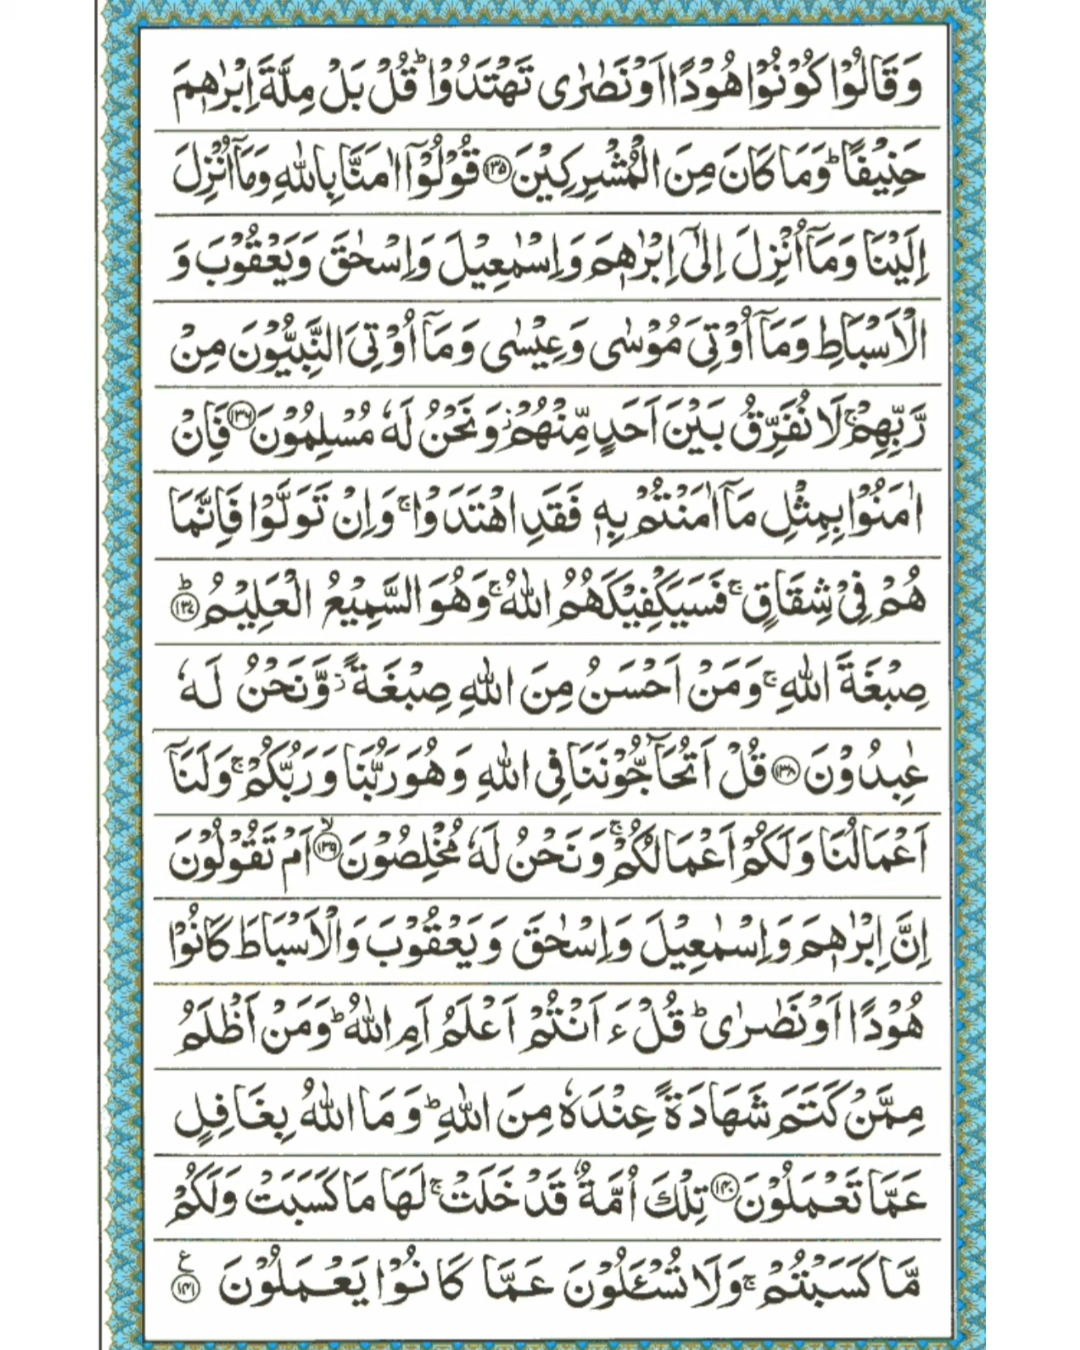 وَقَالُوْا كُوْنُوْا هُوْدًا اَوْ نَصٰرٰى تَهْتَدُوْا ؕ قُلْ بَلْ مِلَّةَ اِبْرٰهٖمَ
حَنِيْفًا ؕ وَمَا كَانَ مِنَ الْمُشْرِكِيْنَ ﴿۱۳۵﴾ قُوْلُوْۤا اٰمَنَّا بِاللّٰهِ وَمَاۤ اُنْزِلَ
اِلَيْنَا وَمَاۤ اُنْزِلَ اِلٰٓى اِبْرٰهٖمَ وَاِسْمٰعِيْلَ وَاِسْحٰقَ وَيَعْقُوْبَ وَ
الْاَسْبَاطِ وَمَاۤ اُوْتِىَ مُوْسٰى وَعِيْسٰى وَمَاۤ اُوْتِىَ النَّبِيُّوْنَ مِنْ
رَّبِّهِمْ ۚ لَا نُفَرِّقُ بَيْنَ اَحَدٍ مِّنْهُمْ ۫ وَنَحْنُ لَهٗ مُسْلِمُوْنَ ﴿۱۳۶﴾ فَاِنْ
اٰمَنُوْا بِمِثْلِ مَاۤ اٰمَنْتُمْ بِهٖ فَقَدِ اهْتَدَوْا ۚ وَاِنْ تَوَلَّوْا فَاِنَّمَا
هُمْ فِىْ شِقَاقٍ ۚ فَسَيَكْفِيْكَهُمُ اللّٰهُ ۚ وَهُوَ السَّمِيْعُ الْعَلِيْمُ ؕ ﴿۱۳۷﴾
صِبْغَةَ اللّٰهِ ۚ وَمَنْ اَحْسَنُ مِنَ اللّٰهِ صِبْغَةً ۫ وَّنَحْنُ لَهٗ
عٰبِدُوْنَ ﴿۱۳۸﴾ قُلْ اَتُحَآجُّوْنَنَا فِى اللّٰهِ وَهُوَ رَبُّنَا وَرَبُّكُمْ ۚ وَلَنَاۤ
اَعْمَالُنَا وَلَكُمْ اَعْمَالُكُمْ ۚ وَنَحْنُ لَهٗ مُخْلِصُوْنَ ۙ ﴿۱۳۹﴾ اَمْ تَقُوْلُوْنَ
اِنَّ اِبْرٰهٖمَ وَاِسْمٰعِيْلَ وَاِسْحٰقَ وَيَعْقُوْبَ وَالْاَسْبَاطَ كَانُوْا
هُوْدًا اَوْ نَصٰرٰى ؕ قُلْ ءَاَنْتُمْ اَعْلَمُ اَمِ اللّٰهُ ؕ وَمَنْ اَظْلَمُ
مِمَّنْ كَتَمَ شَهَادَةً عِنْدَهٗ مِنَ اللّٰهِ ؕ وَمَا اللّٰهُ بِغَافِلٍ
عَمَّا تَعْمَلُوْنَ ﴿۱۴۰﴾ تِلْكَ اُمَّةٌ قَدْ خَلَتْ ۚ لَهَا مَا كَسَبَتْ وَلَكُمْ
مَّا كَسَبْتُمْ ۚ وَلَا تُسْـَٔلُوْنَ عَمَّا كَانُوْا يَعْمَلُوْنَ ﴿۱۴۱﴾ ع